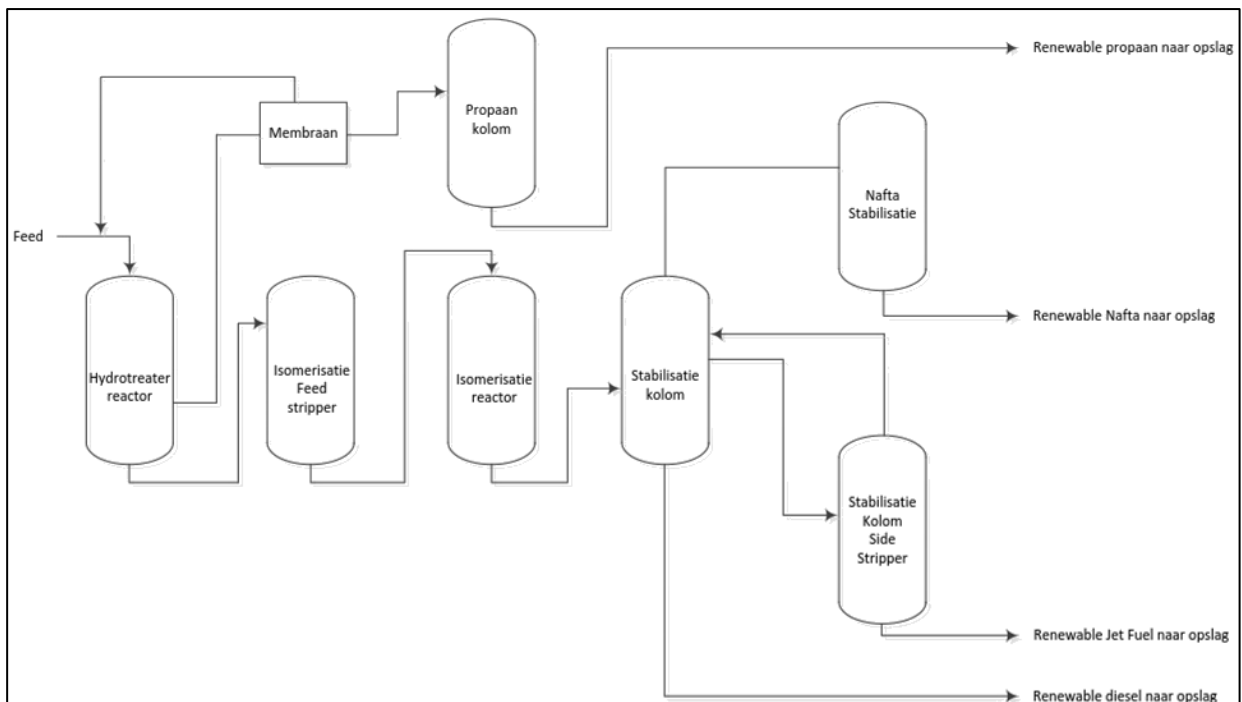 Renewable propaan naar opslag
Propaan
kolom
Membraan
Nafta
Stabilisatie
Feed
Renewable Nafta naar opslag
Hydrotreater
reactor
Isomerisatie
Feed
stripper
Isomerisatie
reactor
Stabilisatie
kolom
Stabilisatie
Kolom
Side
Stripper
Renewable Jet Fuel naar opslag
Renewable diesel naar opslag